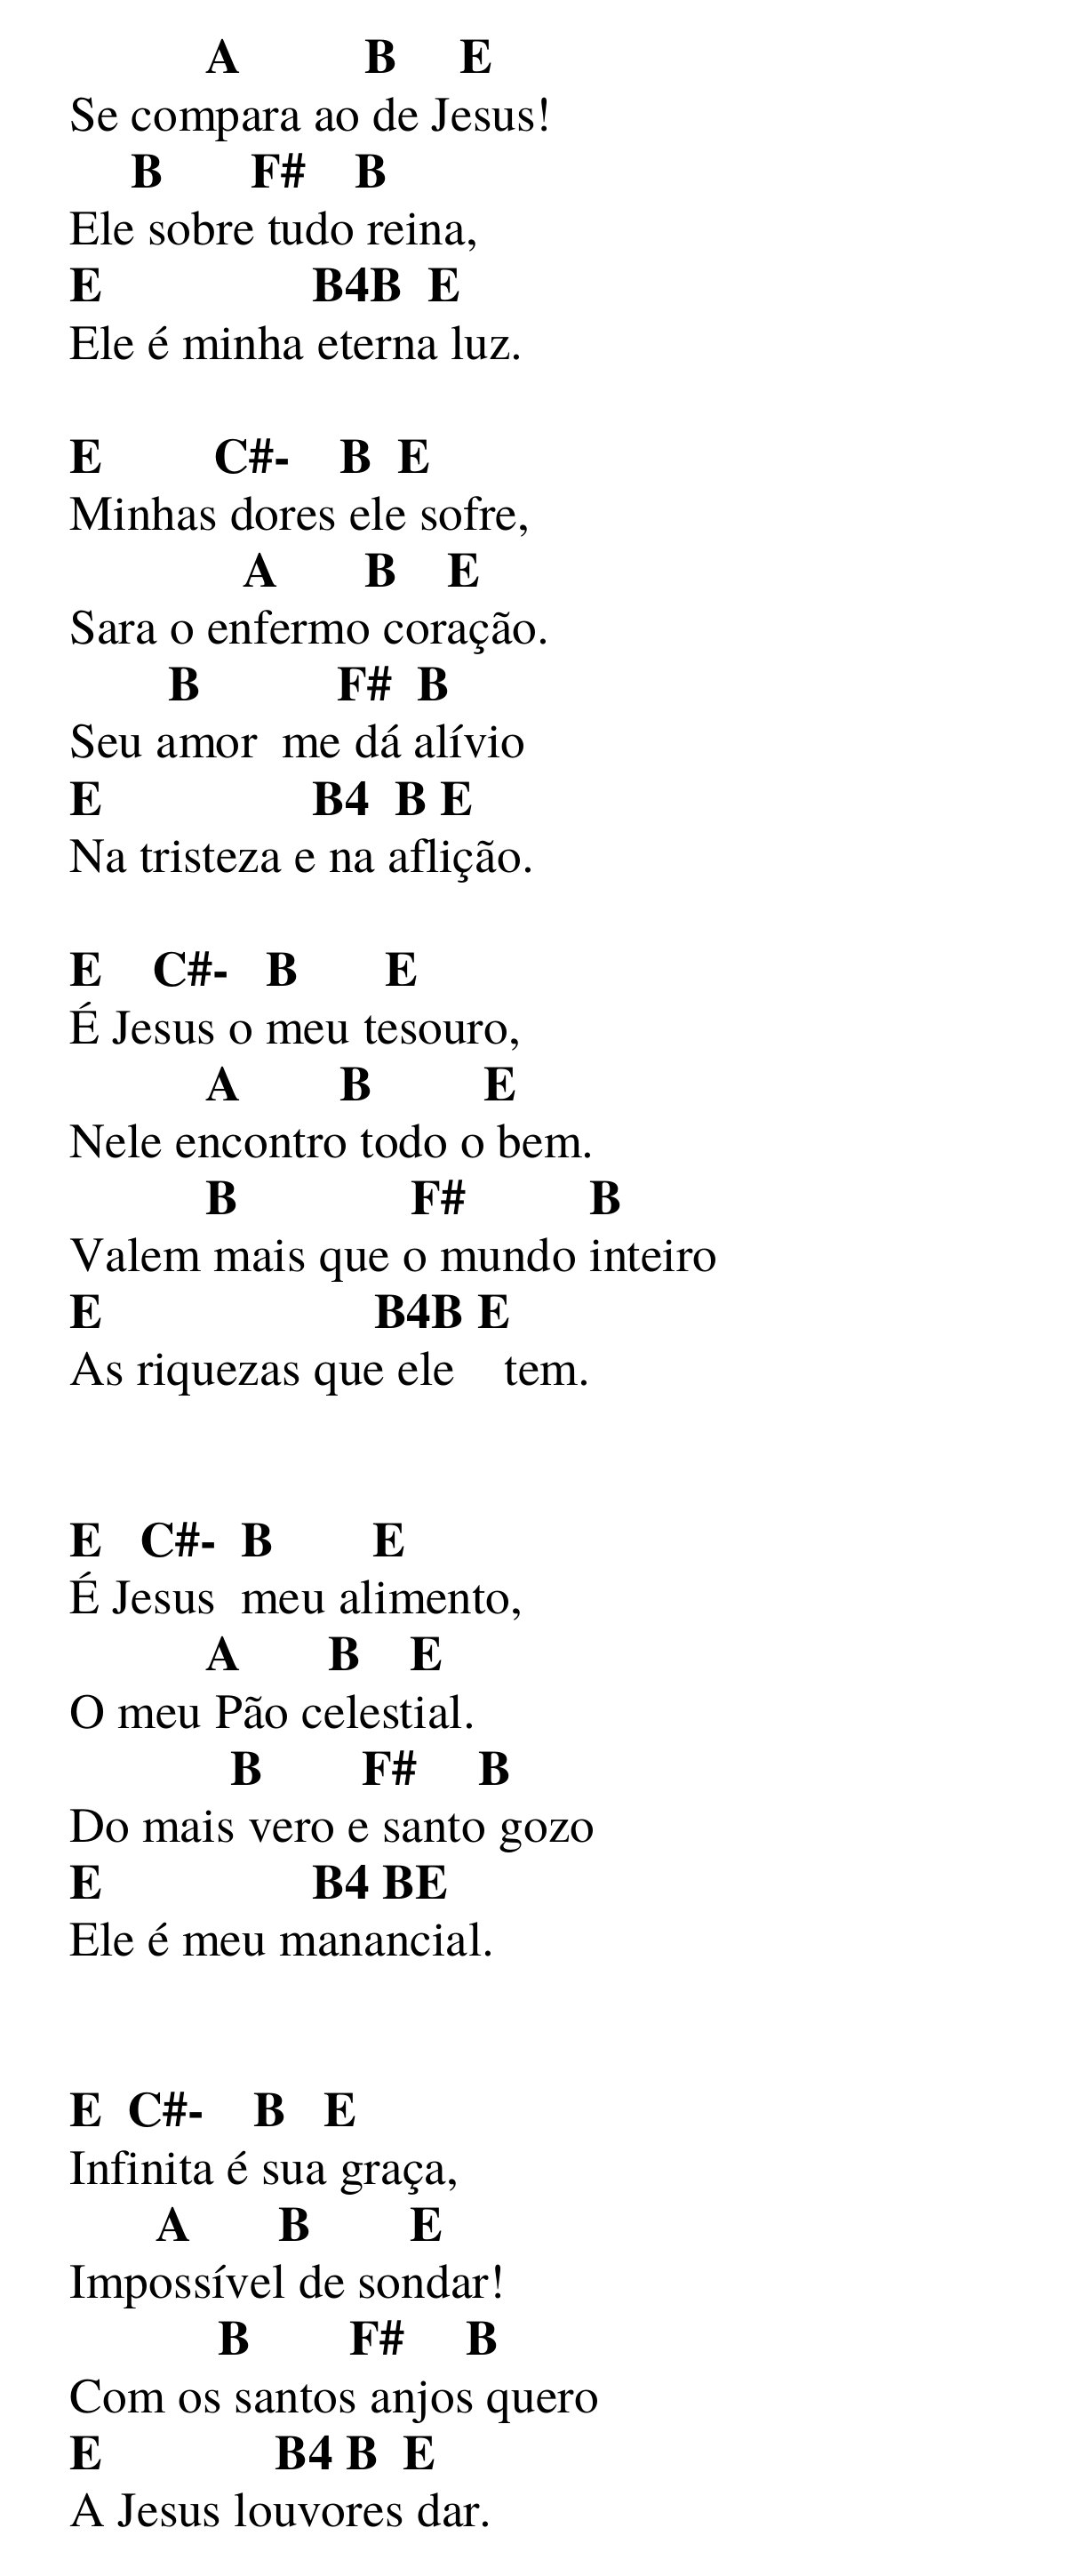 A B E
Se compara ao de Jesus!
B F# B
Ele sobre tudo reina,
E B4B E
Ele é minha eterna luz.
E C#- B E
Minhas dores ele sofre,
A B E
Sara o enfermo coração.
B F# B
Seu amor me dá alívio
E B4 B E
Na tristeza e na aflição.
E C#- B E
É Jesus o meu tesouro,
A B E
Nele encontro todo o bem.
B F# B
Valem mais que o mundo inteiro
E B4B E
As riquezas que ele tem.
E C#- B E
É Jesus meu alimento,
A B E
O meu Pão celestial.
B F# B
Do mais vero e santo gozo
E B4 BE
Ele é meu manancial.
E C#- B E
Infinita é sua graça,
A B E
Impossível de sondar!
B F# B
Com os santos anjos quero
E B4 B E
A Jesus louvores dar.